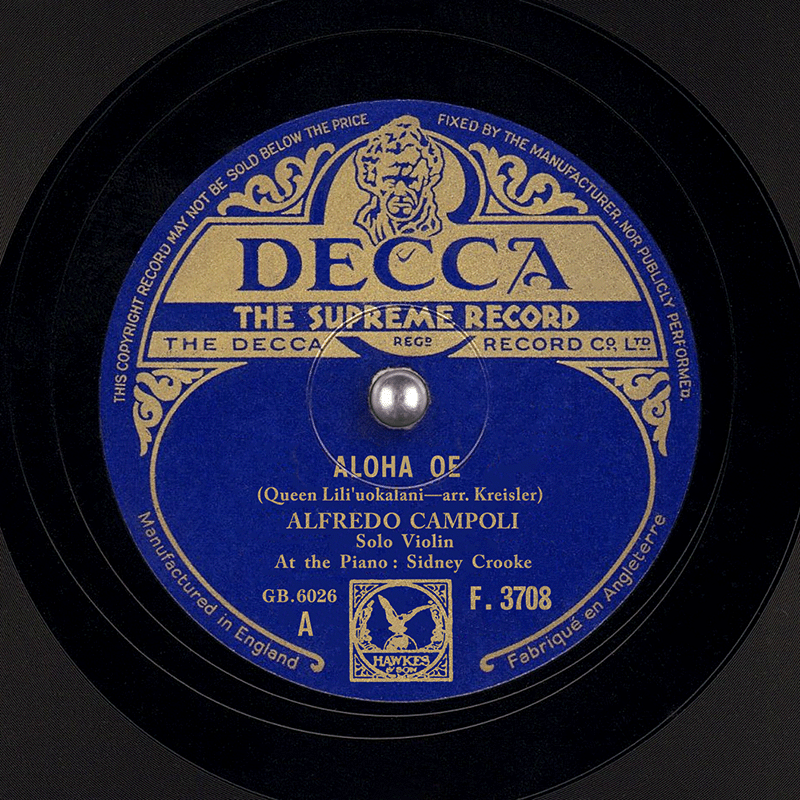 THIS COPYRIGHT RECORD MAY NOT BE SOLD BELOW THE PRICE FIXED BY THE MANUFACTURER, NOR PUBLICLY PERFORMED.
DECCA
THE SUPREME RECORD
THE DECCA REGD RECORD CO., LTD
ALOHA OE
(Queen Lili'uokalani—arr. Kreisler)
ALFREDO CAMPOLI
Solo Violin
At the Piano: Sidney Crooke
GB.6026 F. 3708
A
HAWKES
& SON
Manufactured in England
Fabriqué en Angleterre